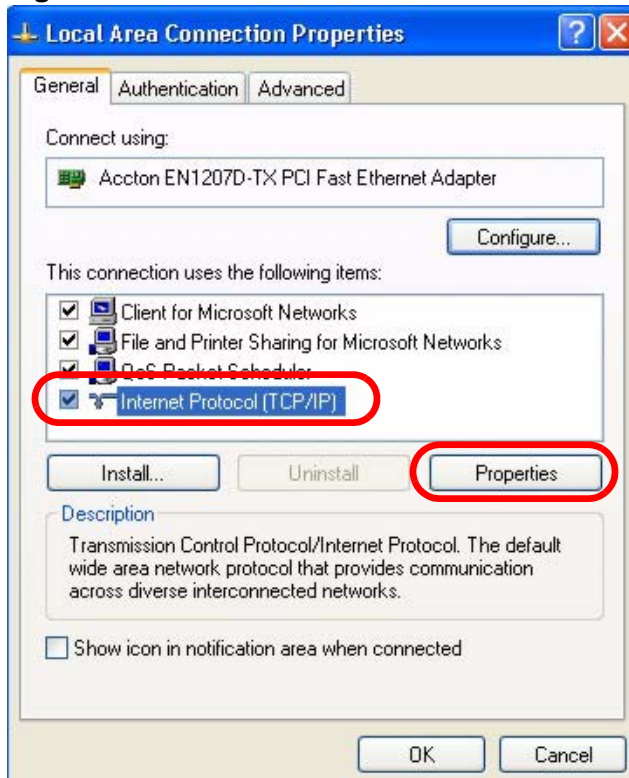 Local Area Connection Properties
General Authentication Advanced
Connect using:
Accton EN1207D-TX PCI Fast Ethernet Adapter
Configure...
This connection uses the following items:
Client for Microsoft Networks
File and Printer Sharing for Microsoft Networks
QoS Packet Scheduler
Internet Protocol (TCP/IP)
Install... Uninstall Properties
Description
Transmission Control Protocol/Internet Protocol. The default
wide area network protocol that provides communication
across diverse interconnected networks.
Show icon in notification area when connected
OK Cancel